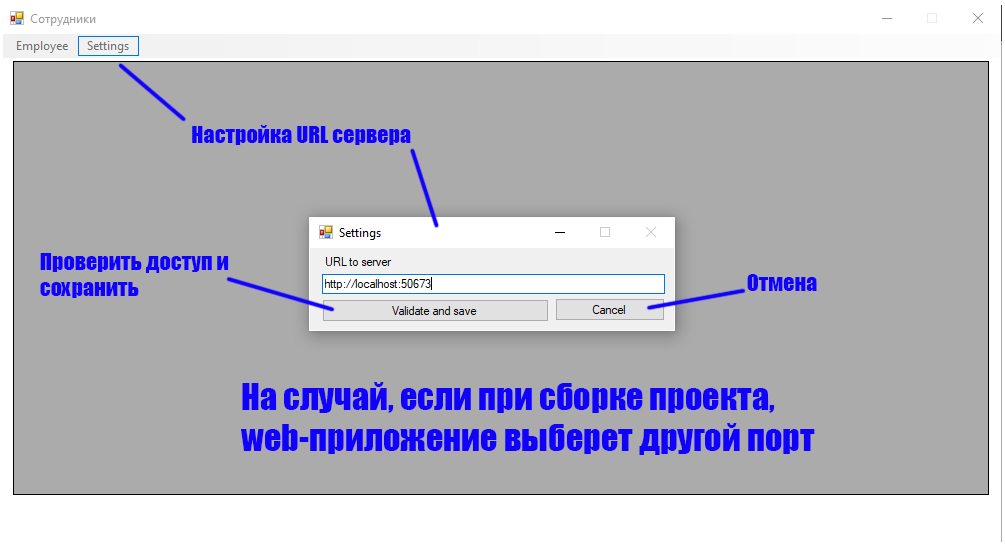 Сотрудники
Employee Settings
Настройка URL сервера
Settings
URL to server
http://localhost:50673
Validate and save
Cancel
Проверить доступ и
сохранить
Отмена
На случай, если при сборке проекта,
web-приложение выберет другой порт